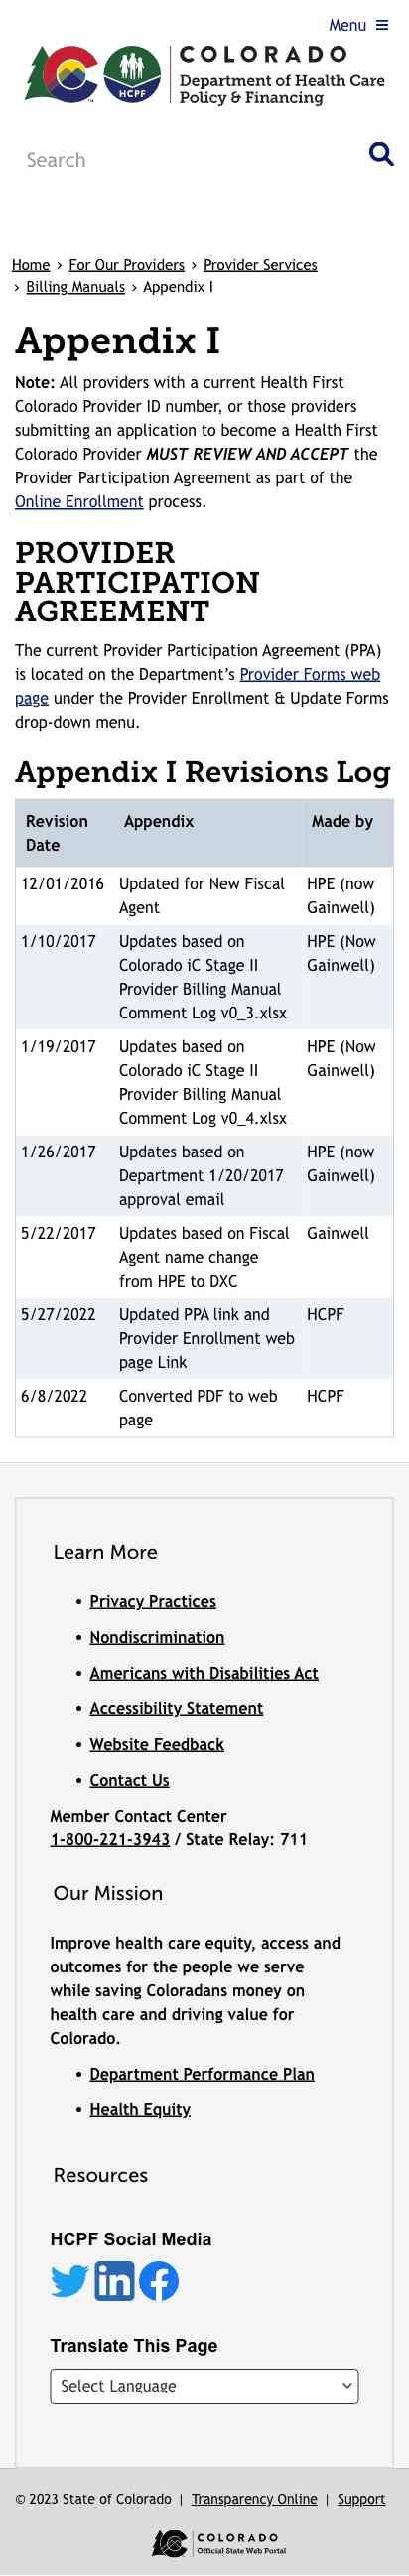 Menu
COLORADO
Department of Health Care
Policy & Financing
HCPF
TM
Search
Home › For Our Providers › Provider Services
› Billing Manuals › Appendix I
Appendix I
Note: All providers with a current Health First
Colorado Provider ID number, or those providers
submitting an application to become a Health First
Colorado Provider MUST REVIEW AND ACCEPT the
Provider Participation Agreement as part of the
Online Enrollment process.
PROVIDER
PARTICIPATION
AGREEMENT
The current Provider Participation Agreement (PPA)
is located on the Department’s Provider Forms web
page under the Provider Enrollment & Update Forms
drop-down menu.
Appendix I Revisions Log
Revision Appendix Made by
Date
12/01/2016 Updated for New Fiscal HPE (now
Agent Gainwell)
1/10/2017 Updates based on HPE (Now
Colorado iC Stage II Gainwell)
Provider Billing Manual
Comment Log v0_3.xlsx
1/19/2017 Updates based on HPE (Now
Colorado iC Stage II Gainwell)
Provider Billing Manual
Comment Log v0_4.xlsx
1/26/2017 Updates based on HPE (now
Department 1/20/2017 Gainwell)
approval email
5/22/2017 Updates based on Fiscal Gainwell
Agent name change
from HPE to DXC
5/27/2022 Updated PPA link and HCPF
Provider Enrollment web
page Link
6/8/2022 Converted PDF to web HCPF
page
Learn More
• Privacy Practices
• Nondiscrimination
• Americans with Disabilities Act
• Accessibility Statement
• Website Feedback
• Contact Us
Member Contact Center
1-800-221-3943 / State Relay: 711
Our Mission
Improve health care equity, access and
outcomes for the people we serve
while saving Coloradans money on
health care and driving value for
Colorado.
• Department Performance Plan
• Health Equity
Resources
HCPF Social Media
in f
Translate This Page
Select Language
© 2023 State of Colorado | Transparency Online | Support
COLORADO
Official State Web Portal